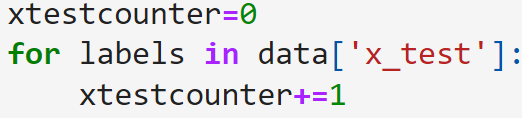 xtestcounter=0
for labels in data['x_test']:
    xtestcounter+=1